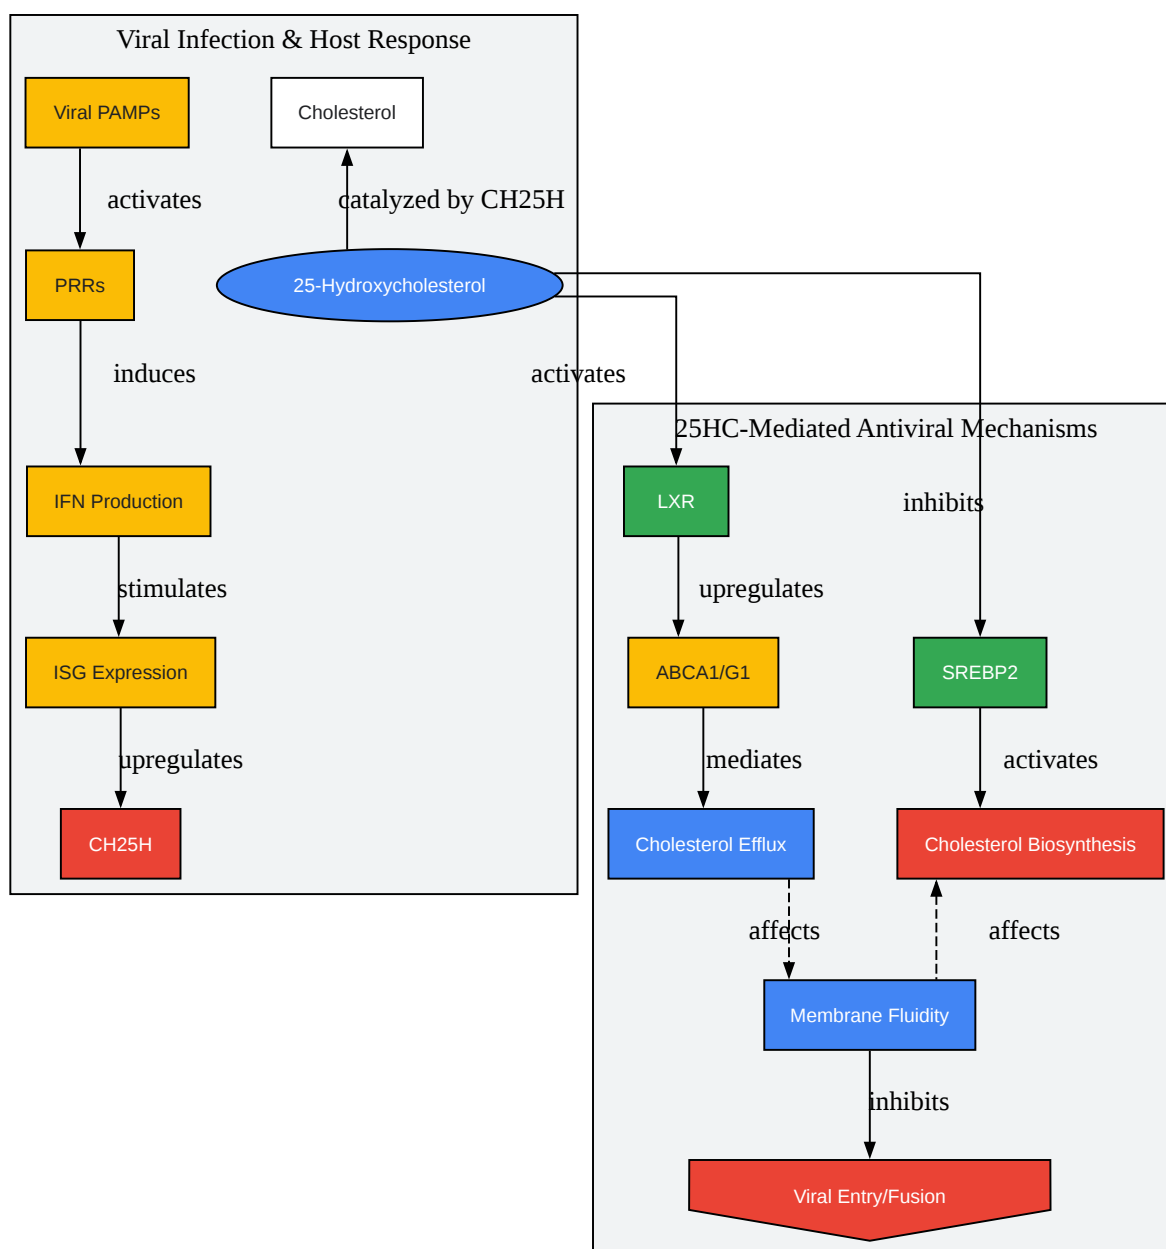 Viral Infection & Host Response
Viral PAMPs
Cholesterol
activates
catalyzed by CH25H
PRRs
25-Hydroxycholesterol
induces
activates
25HC-Mediated Antiviral Mechanisms
IFN Production
LXR
inhibits
stimulates
upregulates
ISG Expression
ABCA1/G1
SREBP2
upregulates
mediates
activates
CH25H
Cholesterol Efflux
Cholesterol Biosynthesis
affects
affects
Membrane Fluidity
inhibits
Viral Entry/Fusion